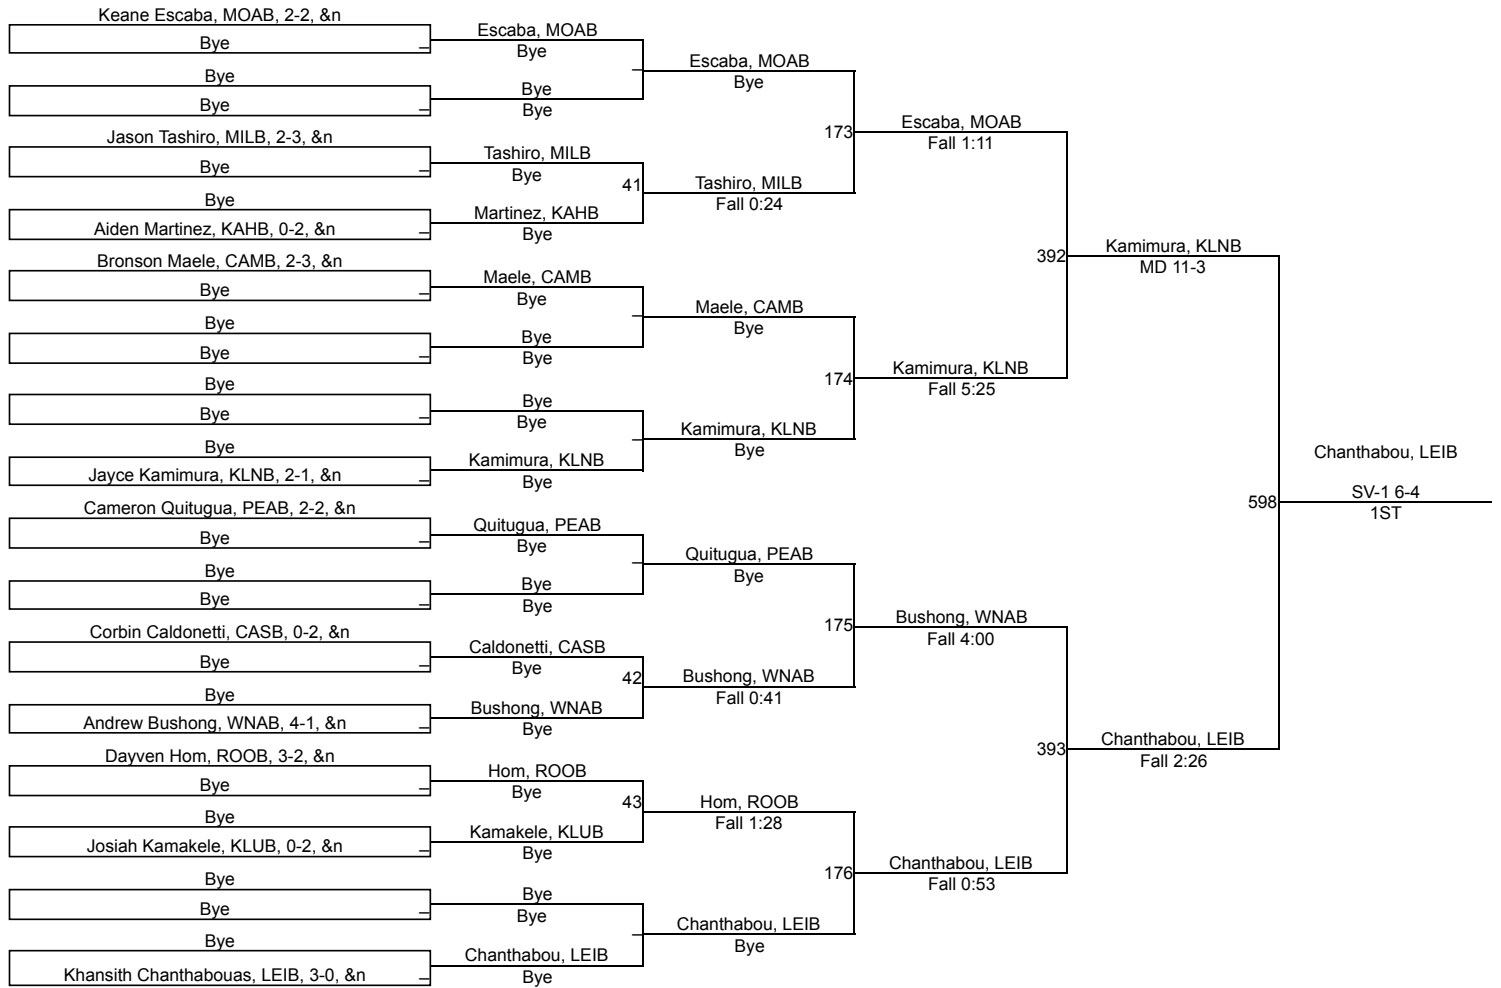 Keane Escaba, MOAB, 2-2, &n
Bye
Bye
Bye
Jason Tashiro, MILB, 2-3, &n
Bye
Bye
Aiden Martinez, KAHB, 0-2, &n
Bronson Maele, CAMB, 2-3, &n
Bye
Bye
Bye
Bye
Bye
Bye
Jayce Kamimura, KLNB, 2-1, &n
Cameron Quitugua, PEAB, 2-2, &n
Bye
Bye
Bye
Corbin Caldonetti, CASB, 0-2, &n
Bye
Bye
Andrew Bushong, WNAB, 4-1, &n
Dayven Hom, ROOB, 3-2, &n
Bye
Bye
Josiah Kamakele, KLUB, 0-2, &n
Bye
Bye
Bye
Khansith Chanthabouas, LEIB, 3-0, &n
Escaba, MOAB
Bye
Bye
Bye
Tashiro, MILB
Bye
41
Martinez, KAHB
Bye
Maele, CAMB
Bye
Bye
Bye
Bye
Bye
Kamimura, KLNB
Bye
Quitugua, PEAB
Bye
Bye
Bye
Caldonetti, CASB
Bye
42
Bushong, WNAB
Bye
Hom, ROOB
Bye
43
Kamakele, KLUB
Bye
Bye
Bye
Chanthabou, LEIB
Bye
Escaba, MOAB
Bye
173
Tashiro, MILB
Fall 0:24
Maele, CAMB
Bye
174
Kamimura, KLNB
Bye
Quitugua, PEAB
Bye
175
Bushong, WNAB
Fall 0:41
Hom, ROOB
Fall 1:28
176
Chanthabou, LEIB
Bye
Escaba, MOAB
Fall 1:11
392
Kamimura, KLNB
Fall 5:25
Bushong, WNAB
Fall 4:00
393
Chanthabou, LEIB
Fall 0:53
Kamimura, KLNB
MD 11-3
598
Chanthabou, LEIB
Fall 2:26
Chanthabou, LEIB
SV-1 6-4
1ST